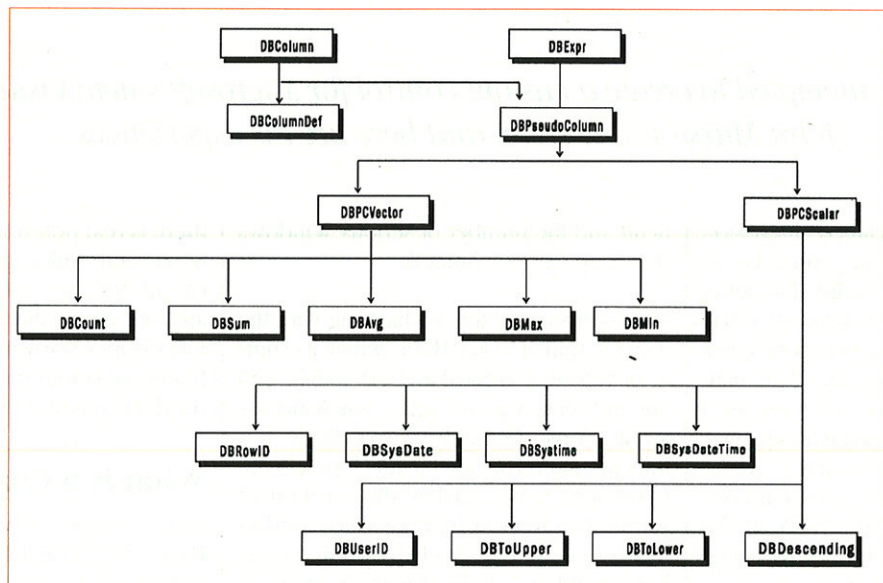 DBColumn
DBExpr
DBColumnDef
DBPseudoColumn
DBPCVector
DBPCScalar
DBCount
DBSum
DBAvg
DBMax
DBMin
DBRowID
DBSysDate
DBSystime
DBSysDateTime
DBUserID
DBToUpper
DBToLower
DBDescending